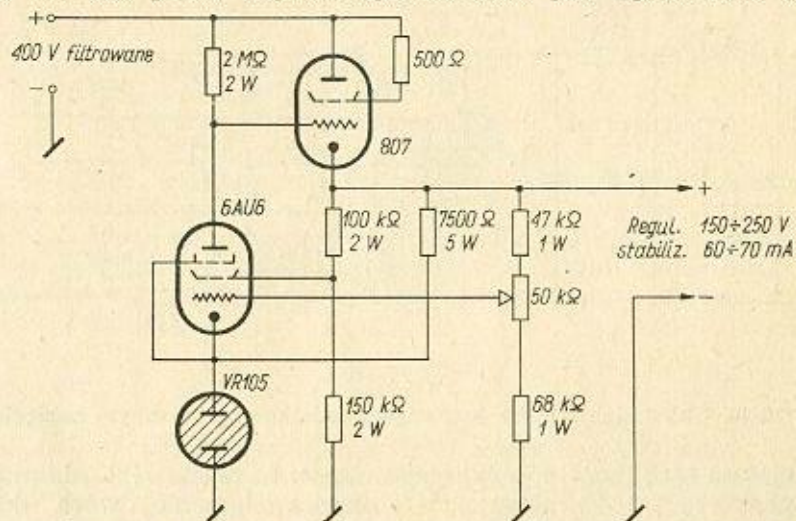 +
400 V filtrowane
−
2 MΩ
2 W
500 Ω
807
6AU6
100 kΩ
2 W
7500 Ω
5 W
47 kΩ
1 W
+
Regul. 150÷250 V
stabiliz. 60÷70 mA
50 kΩ
−
VR105
150 kΩ
2 W
68 kΩ
1 W